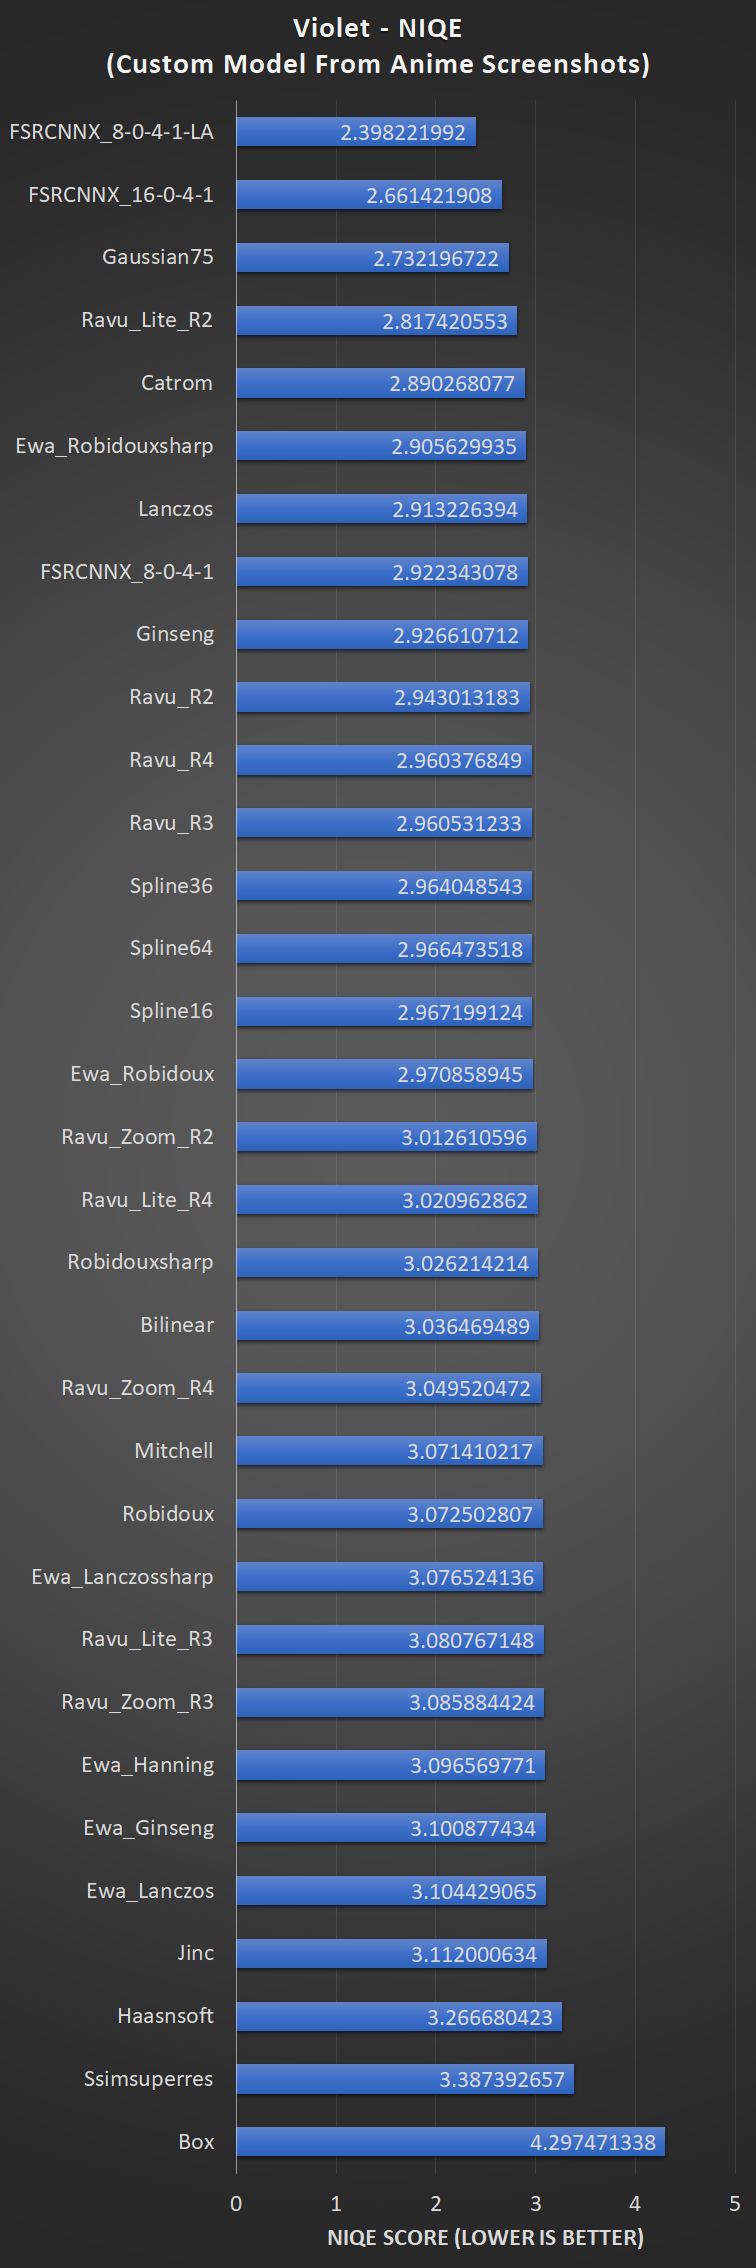 Violet - NIQE
(Custom Model From Anime Screenshots)
FSRCNNX_8-0-4-1-LA 2.398221992
FSRCNNX_16-0-4-1 2.661421908
Gaussian75 2.732196722
Ravu_Lite_R2 2.817420553
Catrom 2.890268077
Ewa_Robidouxsharp 2.905629935
Lanczos 2.913226394
FSRCNNX_8-0-4-1 2.922343078
Ginseng 2.926610712
Ravu_R2 2.943013183
Ravu_R4 2.960376849
Ravu_R3 2.960531233
Spline36 2.964048543
Spline64 2.966473518
Spline16 2.967199124
Ewa_Robidoux 2.970858945
Ravu_Zoom_R2 3.012610596
Ravu_Lite_R4 3.020962862
Robidouxsharp 3.026214214
Bilinear 3.036469489
Ravu_Zoom_R4 3.049520472
Mitchell 3.071410217
Robidoux 3.072502807
Ewa_Lanczossharp 3.076524136
Ravu_Lite_R3 3.080767148
Ravu_Zoom_R3 3.085884424
Ewa_Hanning 3.096569771
Ewa_Ginseng 3.100877434
Ewa_Lanczos 3.104429065
Jinc 3.112000634
Haasnsoft 3.266680423
Ssimsuperres 3.387392657
Box 4.297471338
0 1 2 3 4 5
NIQE SCORE (LOWER IS BETTER)